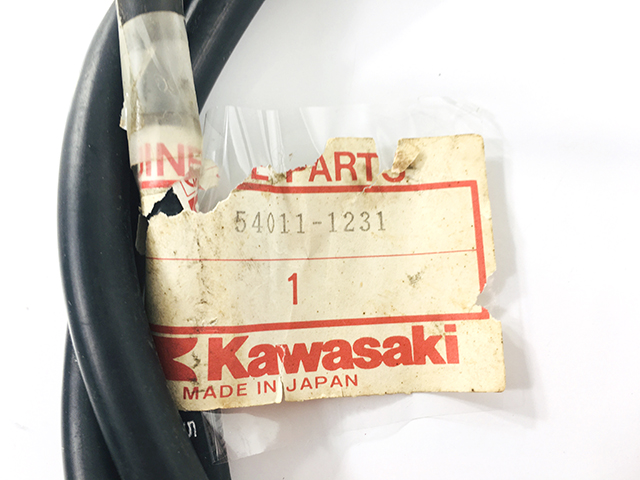 PARTS
54011-1231
1
Kawasaki
MADE IN JAPAN